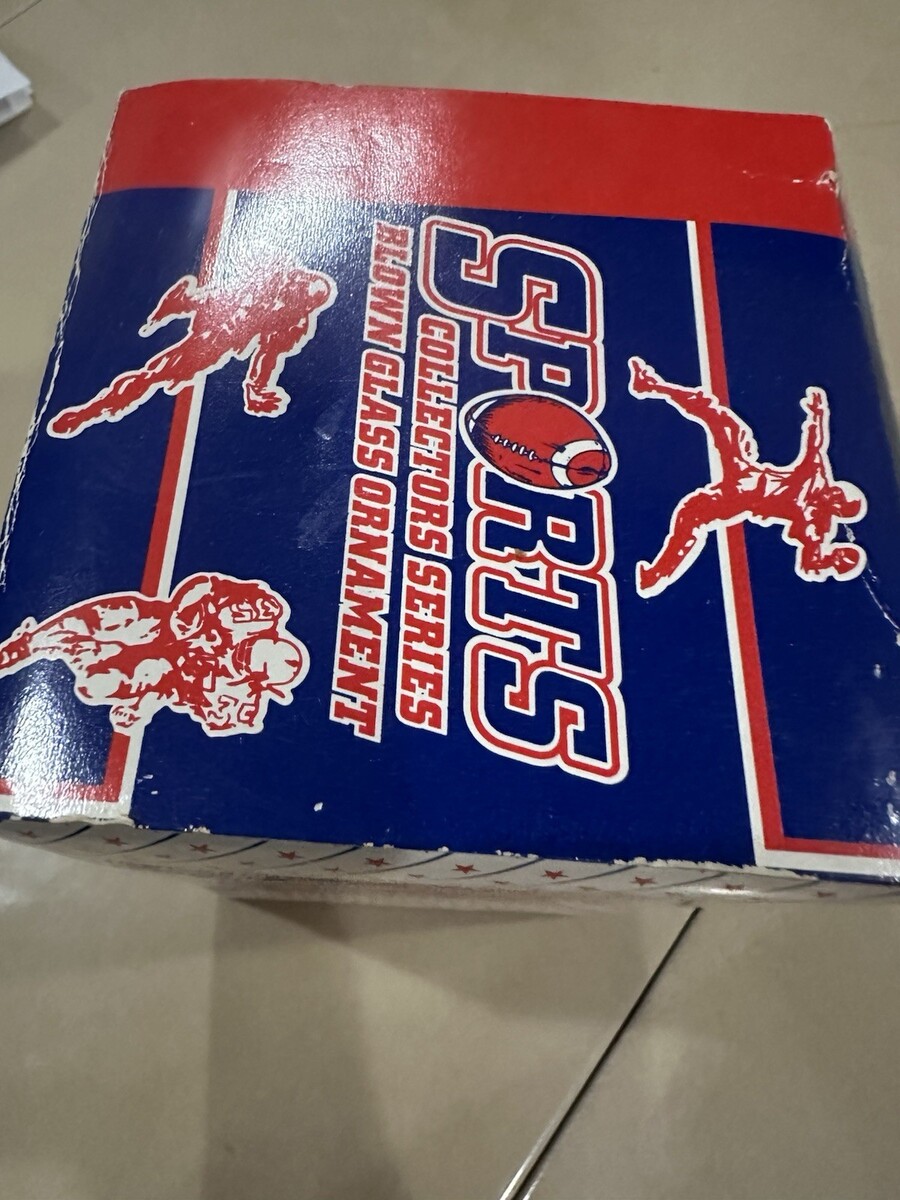 SPORTS
COLLECTORS SERIES
BLOWN GLASS ORNAMENT